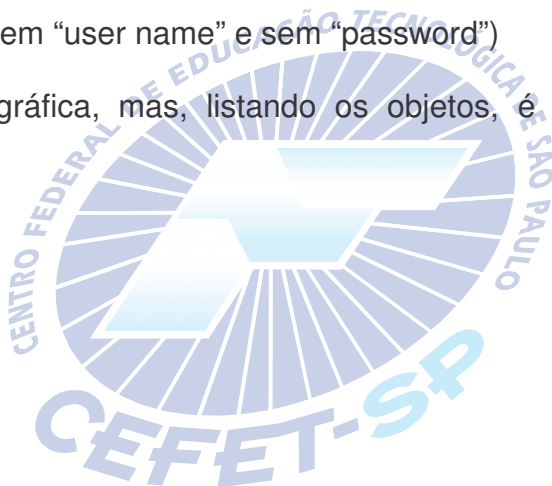 em “user name” e sem “password”)
gráfica, mas, listando os objetos, é
CENTRO FEDERAL DE EDUCAÇÃO TECNOLÓGICA DE SÃO PAULO
CEFET-SP